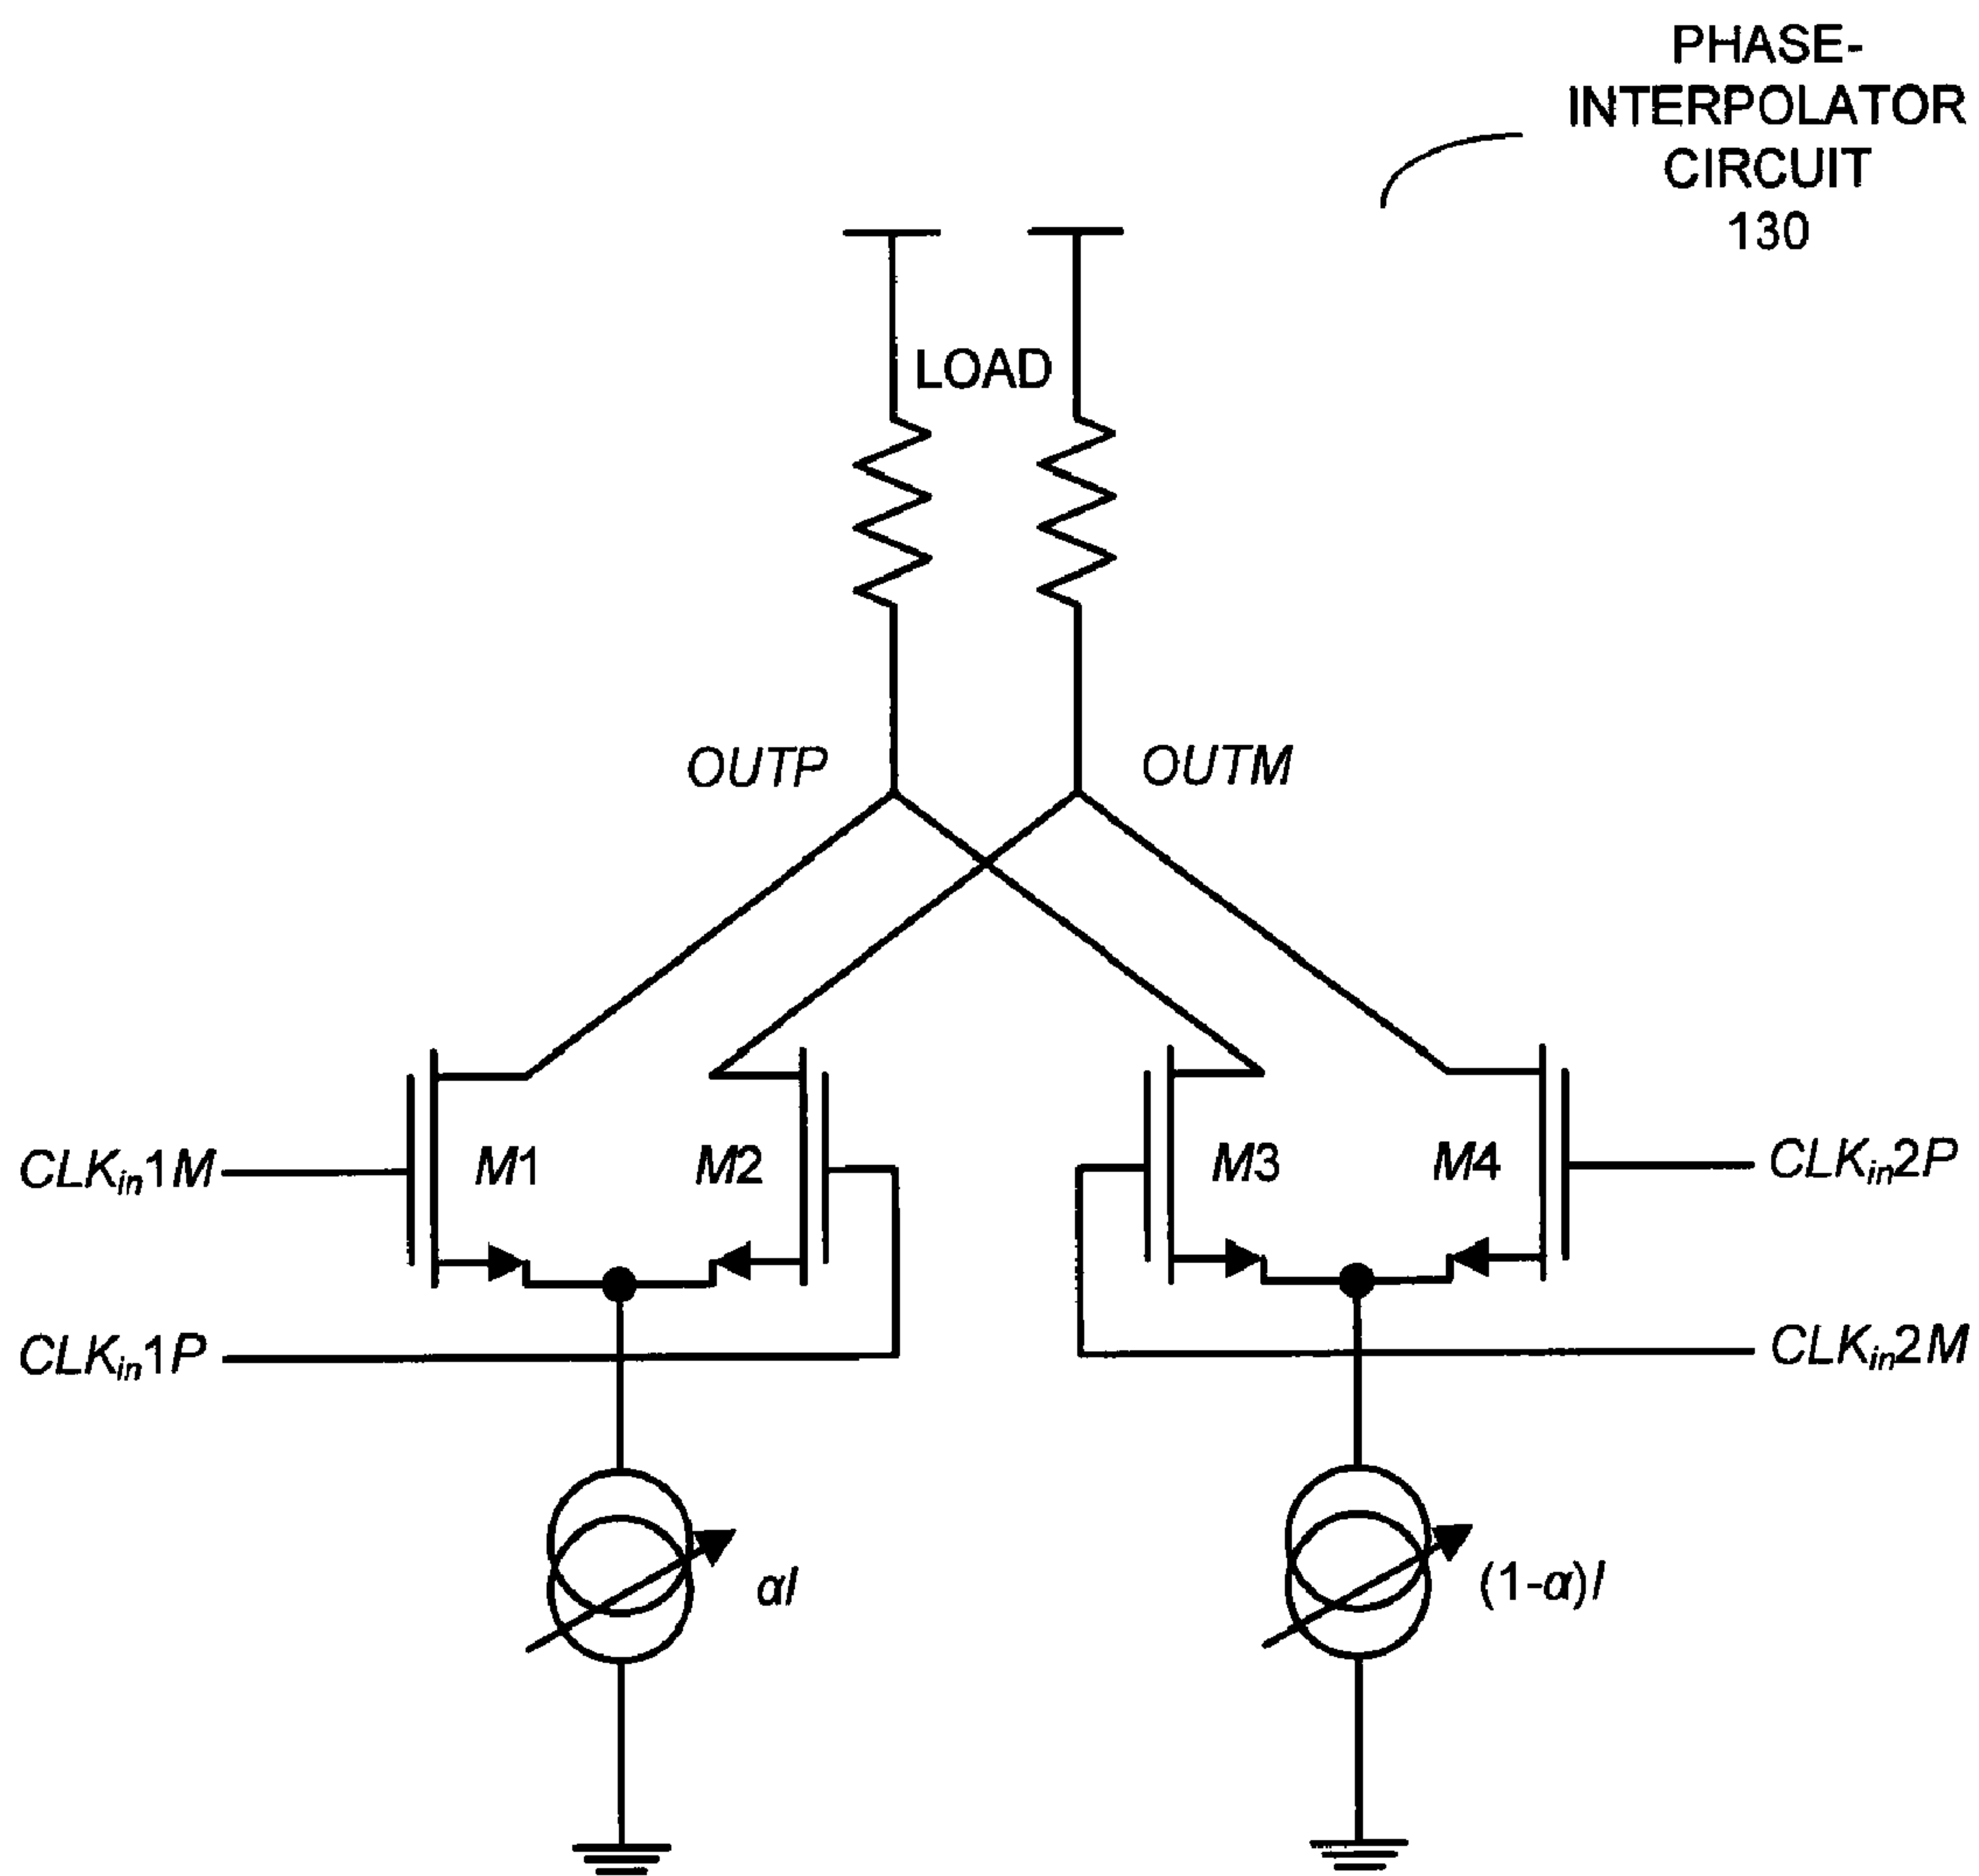 PHASE-
INTERPOLATOR
CIRCUIT
130
LOAD
OUTP
OUTM
CLKin1M
M1
M2
M3
M4
CLKin2P
CLKin1P
CLKin2M
αI
(1-α)I